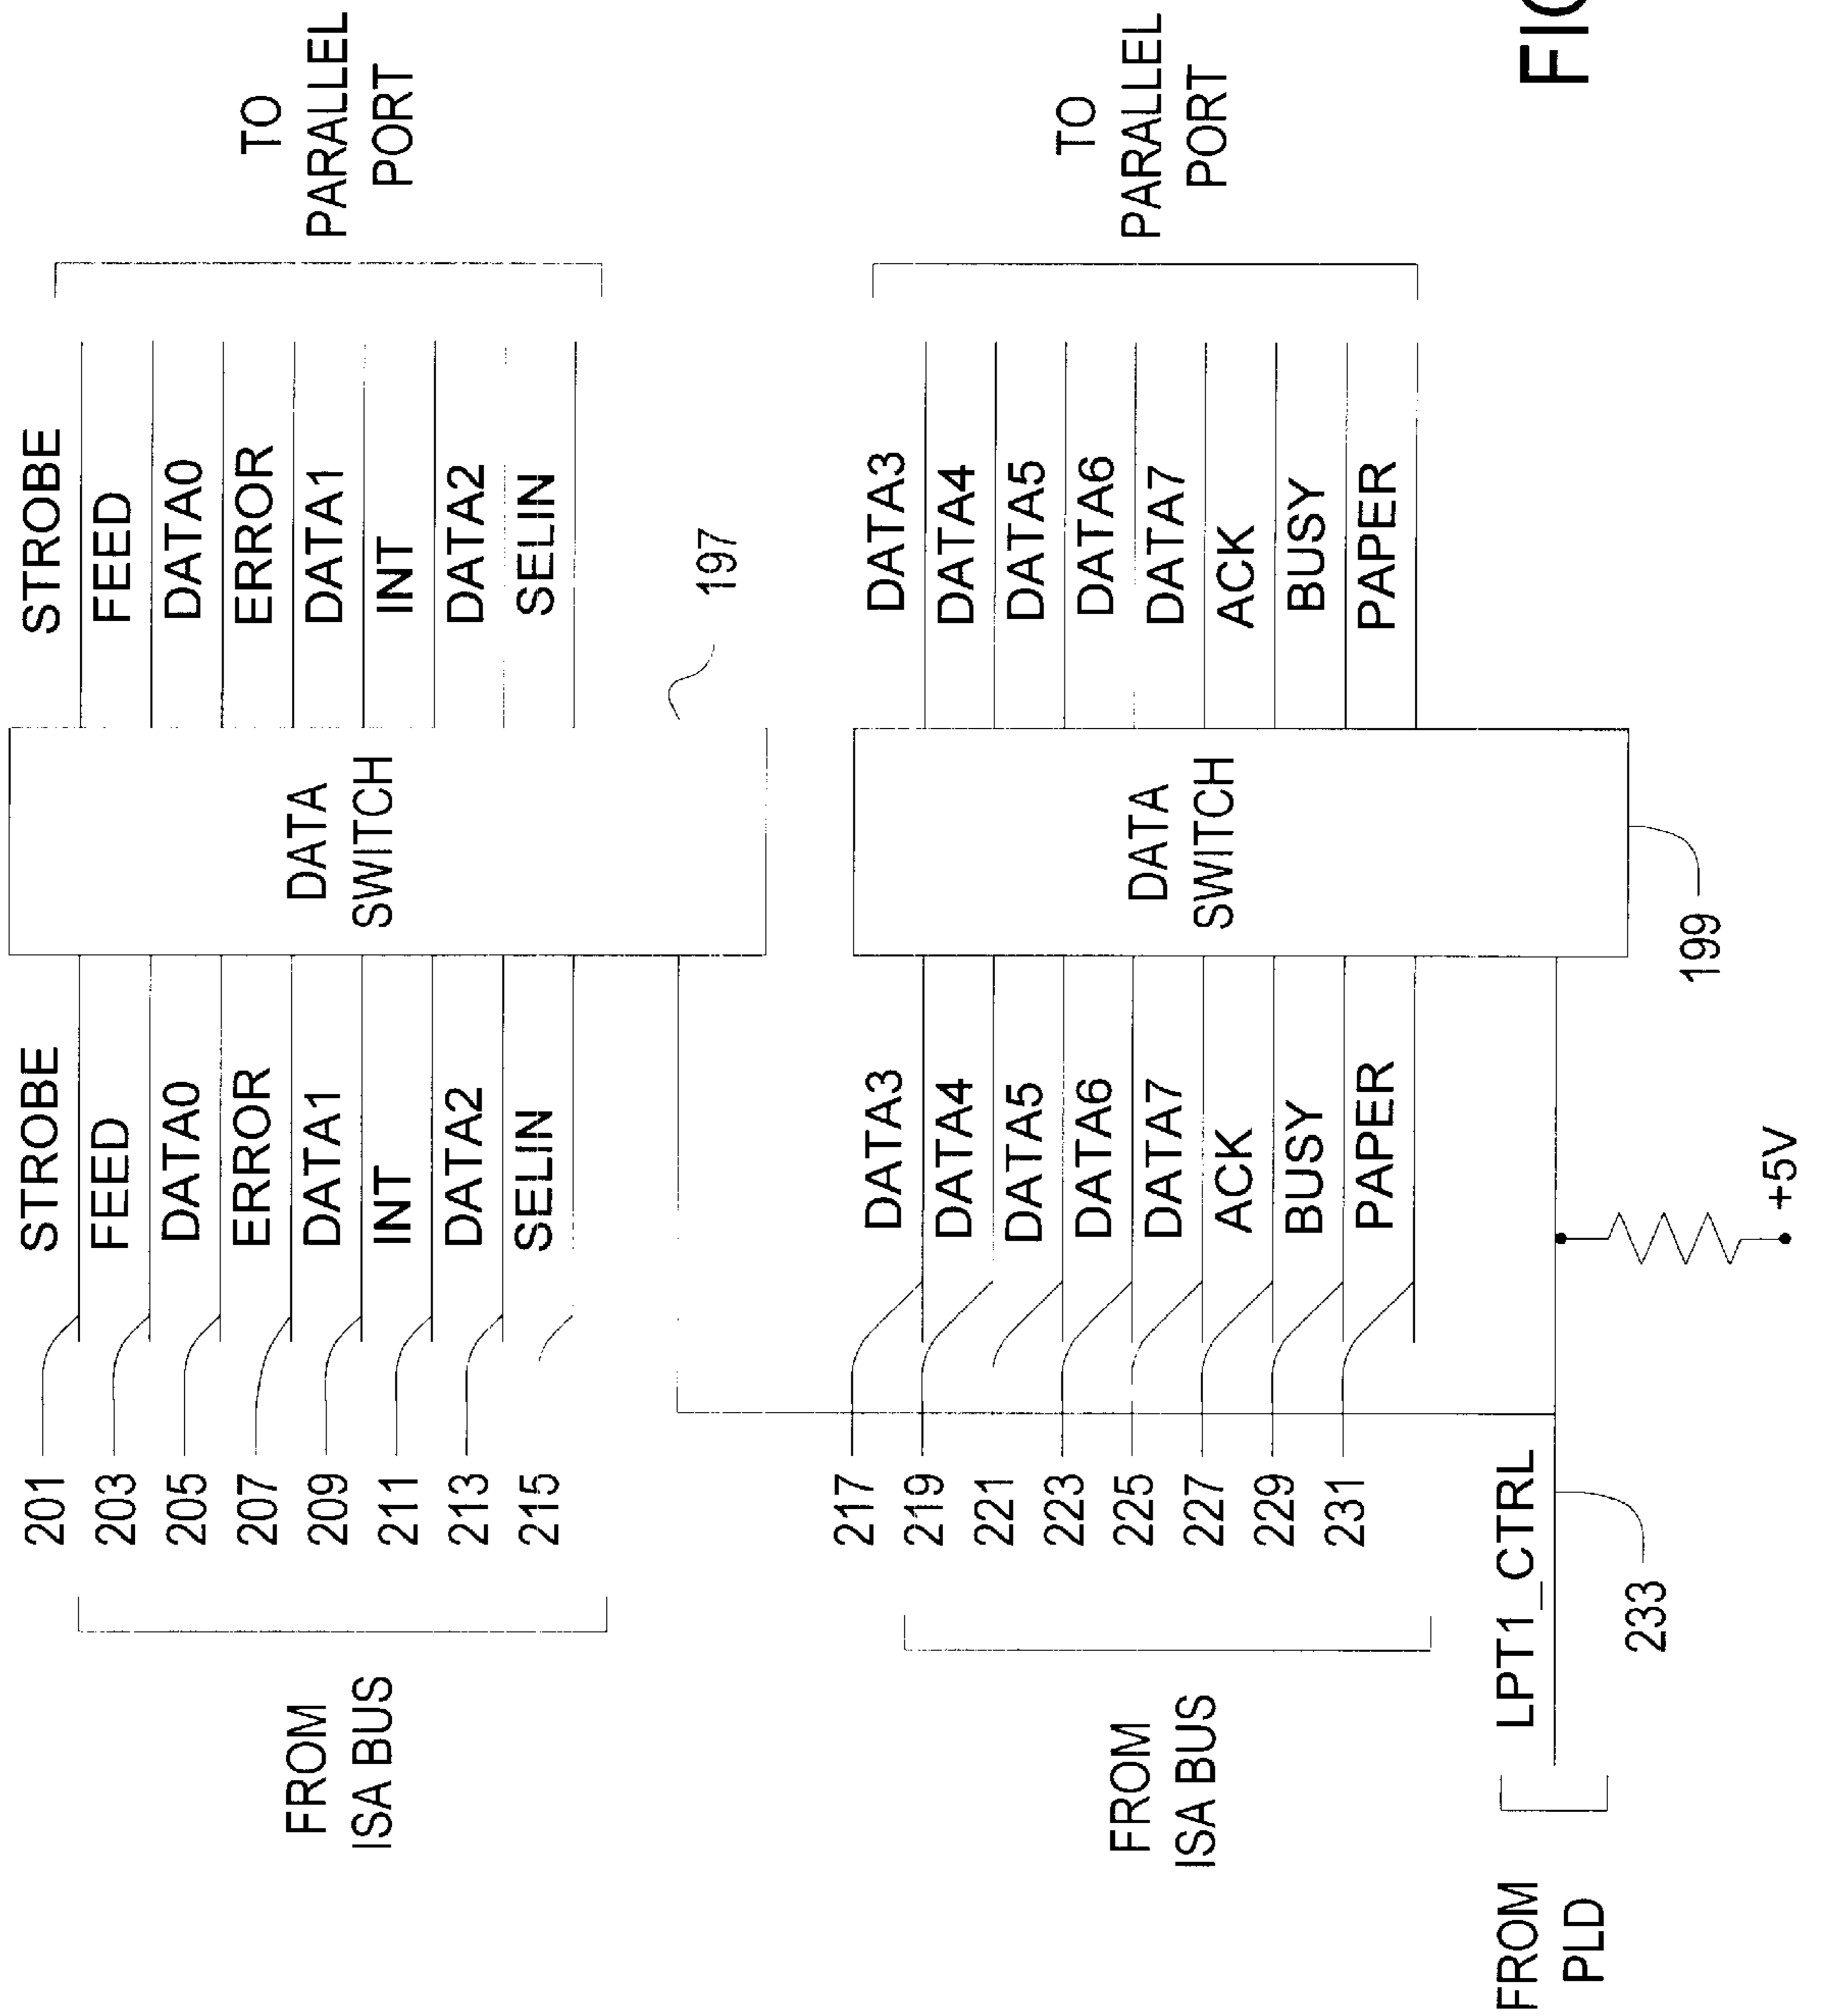 FROM
ISA BUS
201
203
205
207
209
211
213
215
STROBE
FEED
DATA0
ERROR
DATA1
INT
DATA2
SELIN
DATA
SWITCH
197
STROBE
FEED
DATA0
ERROR
DATA1
INT
DATA2
SELIN
TO
PARALLEL
PORT
FROM
ISA BUS
217
219
221
223
225
227
229
231
DATA3
DATA4
DATA5
DATA6
DATA7
ACK
BUSY
PAPER
DATA
SWITCH
199
DATA3
DATA4
DATA5
DATA6
DATA7
ACK
BUSY
PAPER
TO
PARALLEL
PORT
FROM
PLD
LPT1_CTRL
233
+5V